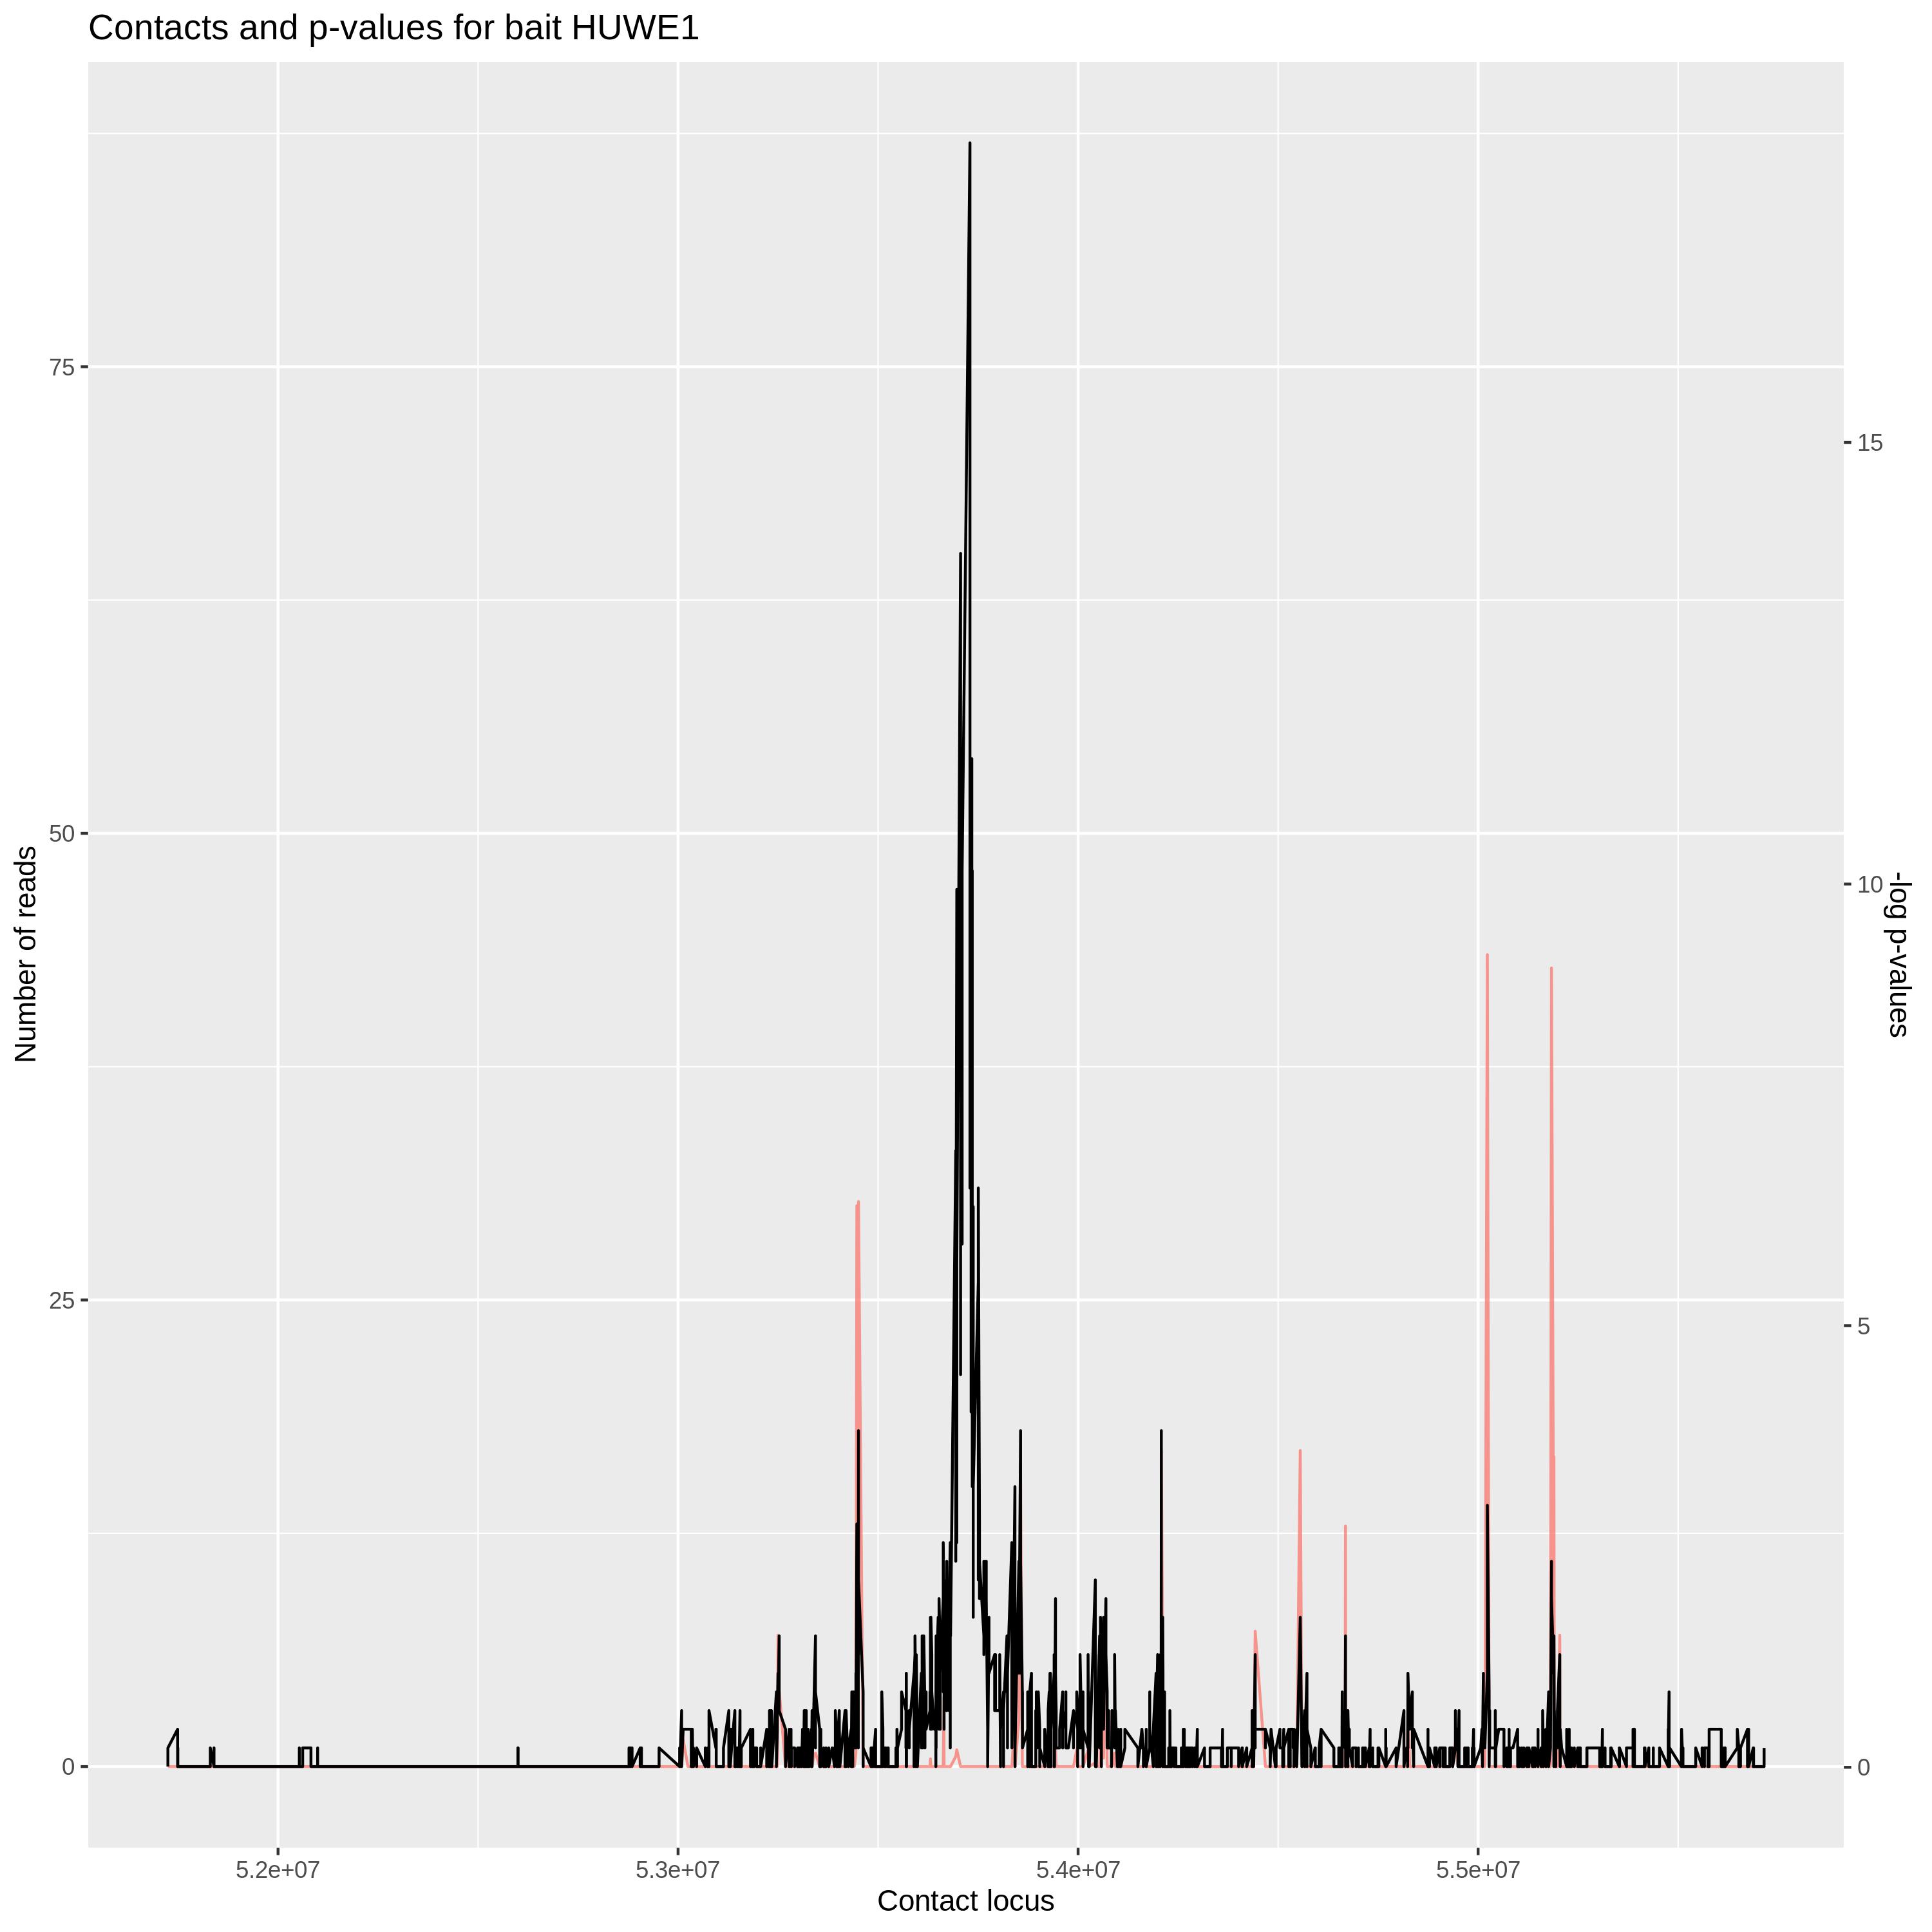 Contacts and p-values for bait HUWE1
75
50
25
0
Number of reads
15
10
5
0
-log p-values
5.2e+07
5.3e+07
5.4e+07
5.5e+07
Contact locus